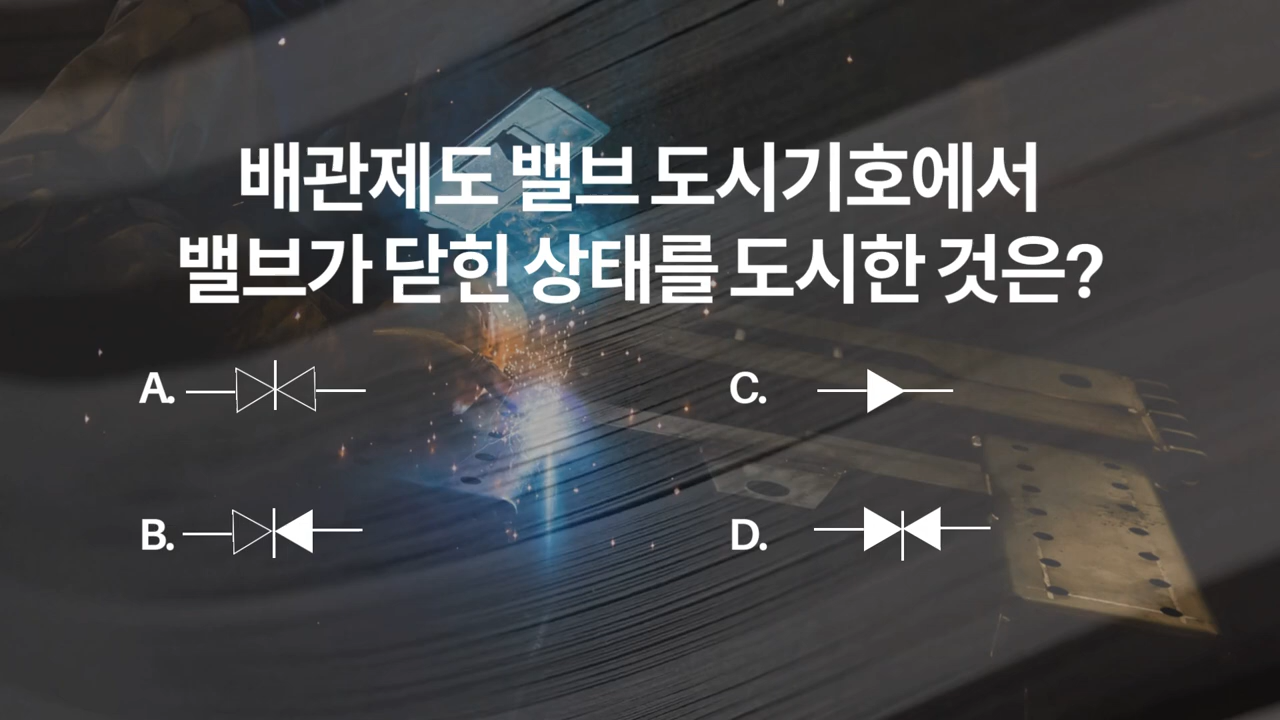 배관제도 밸브 도시기호에서
밸브가 닫힌 상태를 도시한 것은?
A.
C.
B.
D.